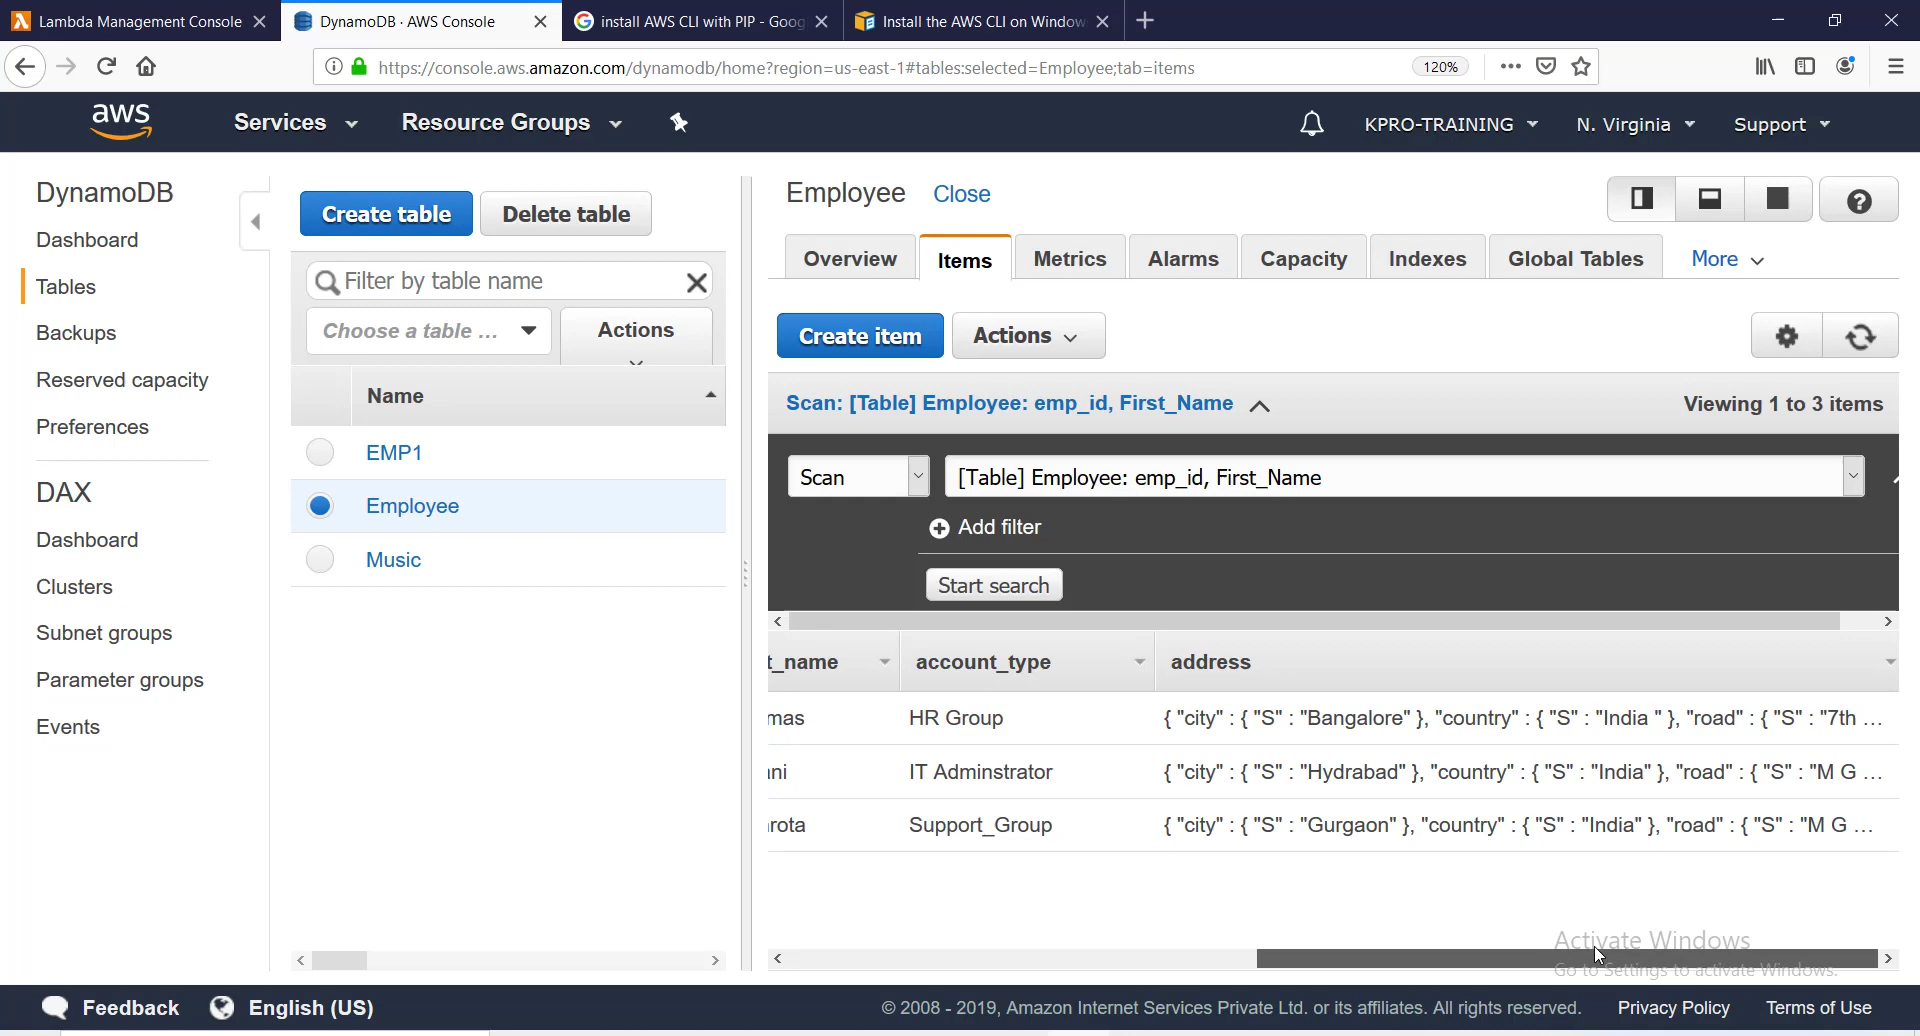 Lambda Management Console
DynamoDB · AWS Console
install AWS CLI with PIP - Goog
Install the AWS CLI on Window
https://console.aws.amazon.com/dynamodb/home?region=us-east-1#tables:selected=Employee;tab=items
120%
aws
Services
Resource Groups
KPRO-TRAINING
N. Virginia
Support
DynamoDB
Dashboard
Tables
Backups
Reserved capacity
Preferences
DAX
Dashboard
Clusters
Subnet groups
Parameter groups
Events
Create table
Delete table
Filter by table name
Choose a table ...
Actions
Name
EMP1
Employee
Music
Employee
Close
Overview
Items
Metrics
Alarms
Capacity
Indexes
Global Tables
More
Create item
Actions
Scan: [Table] Employee: emp_id, First_Name
Viewing 1 to 3 items
Scan
[Table] Employee: emp_id, First_Name
Add filter
Start search
t_name account_type address
mas HR Group { "city" : { "S" : "Bangalore" }, "country" : { "S" : "India " }, "road" : { "S" : "7th ...
ni IT Adminstrator { "city" : { "S" : "Hydrabad" }, "country" : { "S" : "India" }, "road" : { "S" : "M G ...
rota Support_Group { "city" : { "S" : "Gurgaon" }, "country" : { "S" : "India" }, "road" : { "S" : "M G ...
Activate Windows
Go to Settings to activate Windows.
Feedback
English (US)
© 2008 - 2019, Amazon Internet Services Private Ltd. or its affiliates. All rights reserved.
Privacy Policy
Terms of Use